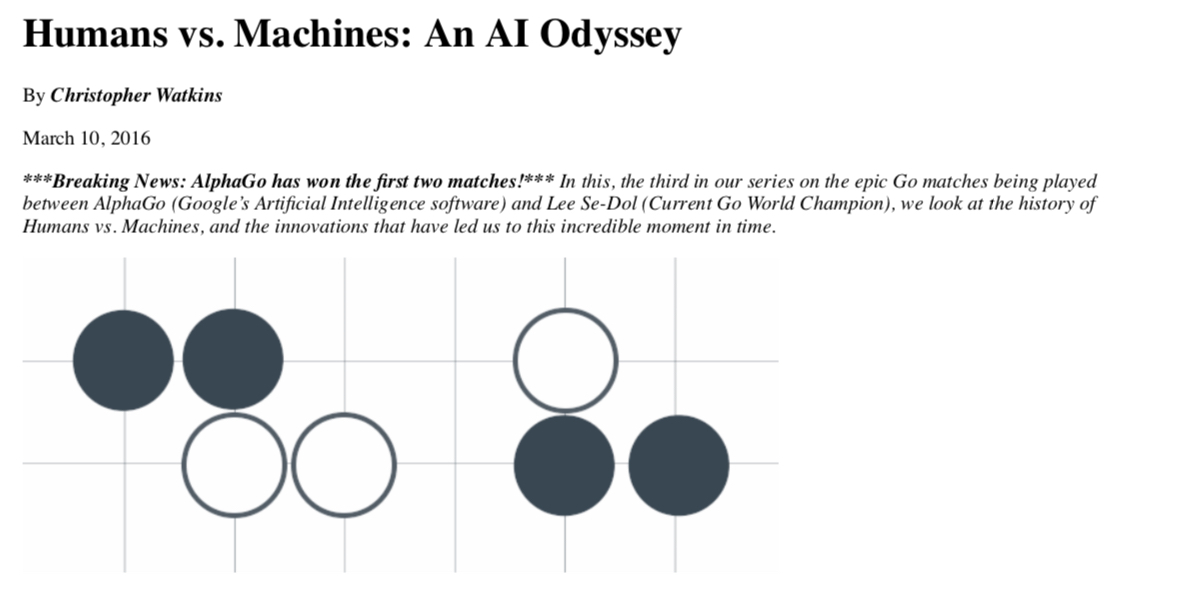 Humans vs. Machines: An AI Odyssey
By Christopher Watkins
March 10, 2016
***Breaking News: AlphaGo has won the first two matches!*** In this, the third in our series on the epic Go matches being played
between AlphaGo (Google’s Artificial Intelligence software) and Lee Se-Dol (Current Go World Champion), we look at the history of
Humans vs. Machines, and the innovations that have led us to this incredible moment in time.